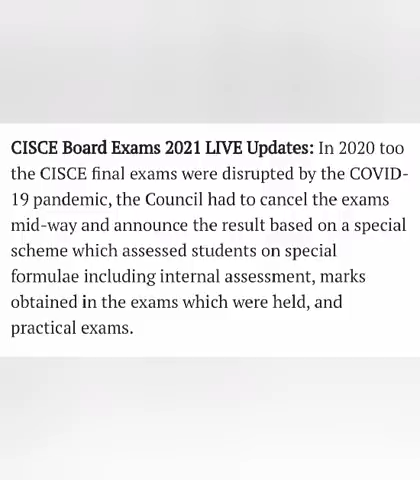 CISCE Board Exams 2021 LIVE Updates: In 2020 too
the CISCE final exams were disrupted by the COVID-
19 pandemic, the Council had to cancel the exams
mid-way and announce the result based on a special
scheme which assessed students on special
formulae including internal assessment, marks
obtained in the exams which were held, and
practical exams.